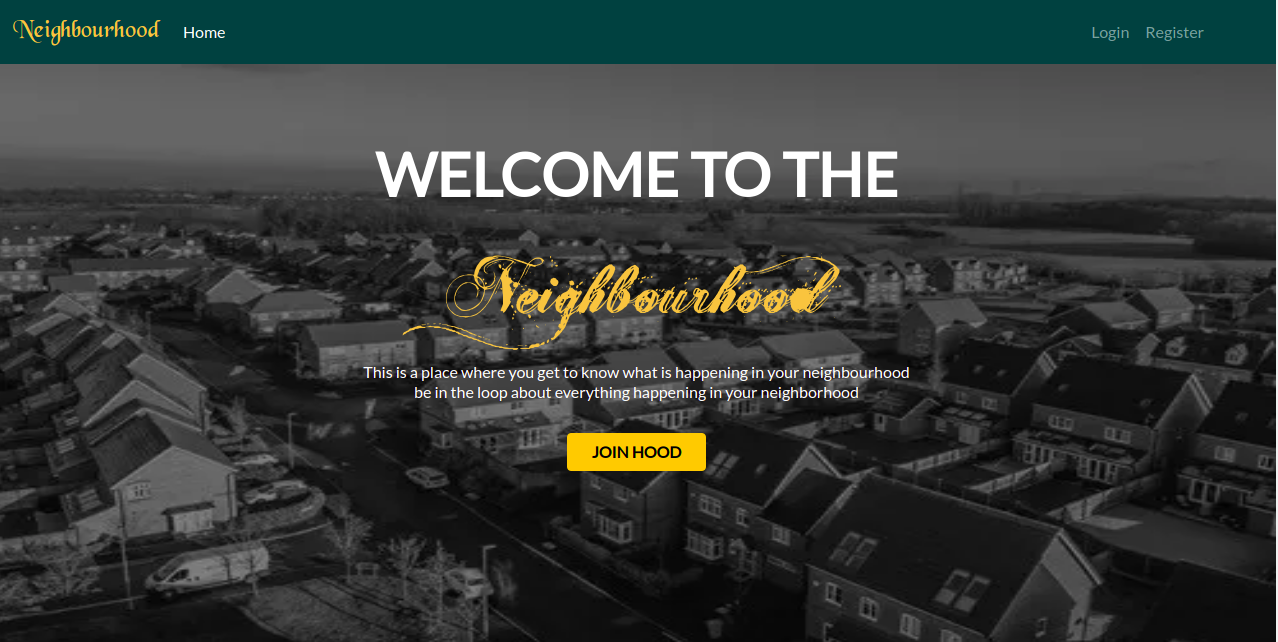 Neighbourhood Home Login Register
WELCOME TO THE
Neighbourhood
This is a place where you get to know what is happening in your neighbourhood
be in the loop about everything happening in your neighborhood
JOIN HOOD